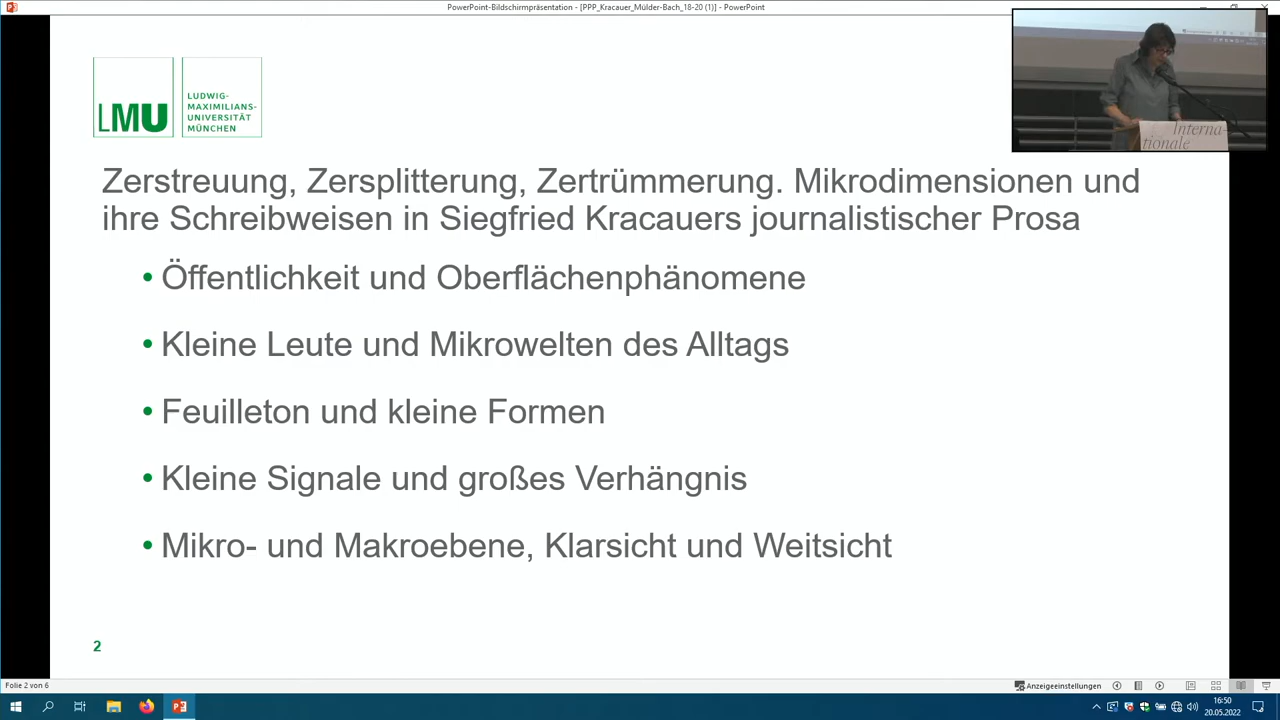 PowerPoint-Bildschirmpräsentation - [PPP_Kracauer_Mülder-Bach_18-20 (1)] - PowerPoint
LMU
LUDWIG-
MAXIMILIANS-
UNIVERSITÄT
MÜNCHEN
Interna-
tionale
Zerstreuung, Zersplitterung, Zertrümmerung. Mikrodimensionen und
ihre Schreibweisen in Siegfried Kracauers journalistischer Prosa
• Öffentlichkeit und Oberflächenphänomene
• Kleine Leute und Mikrowelten des Alltags
• Feuilleton und kleine Formen
• Kleine Signale und großes Verhängnis
• Mikro- und Makroebene, Klarsicht und Weitsicht
2
Folie 2 von 6
Anzeigeeinstellungen
16:50
20.05.2022